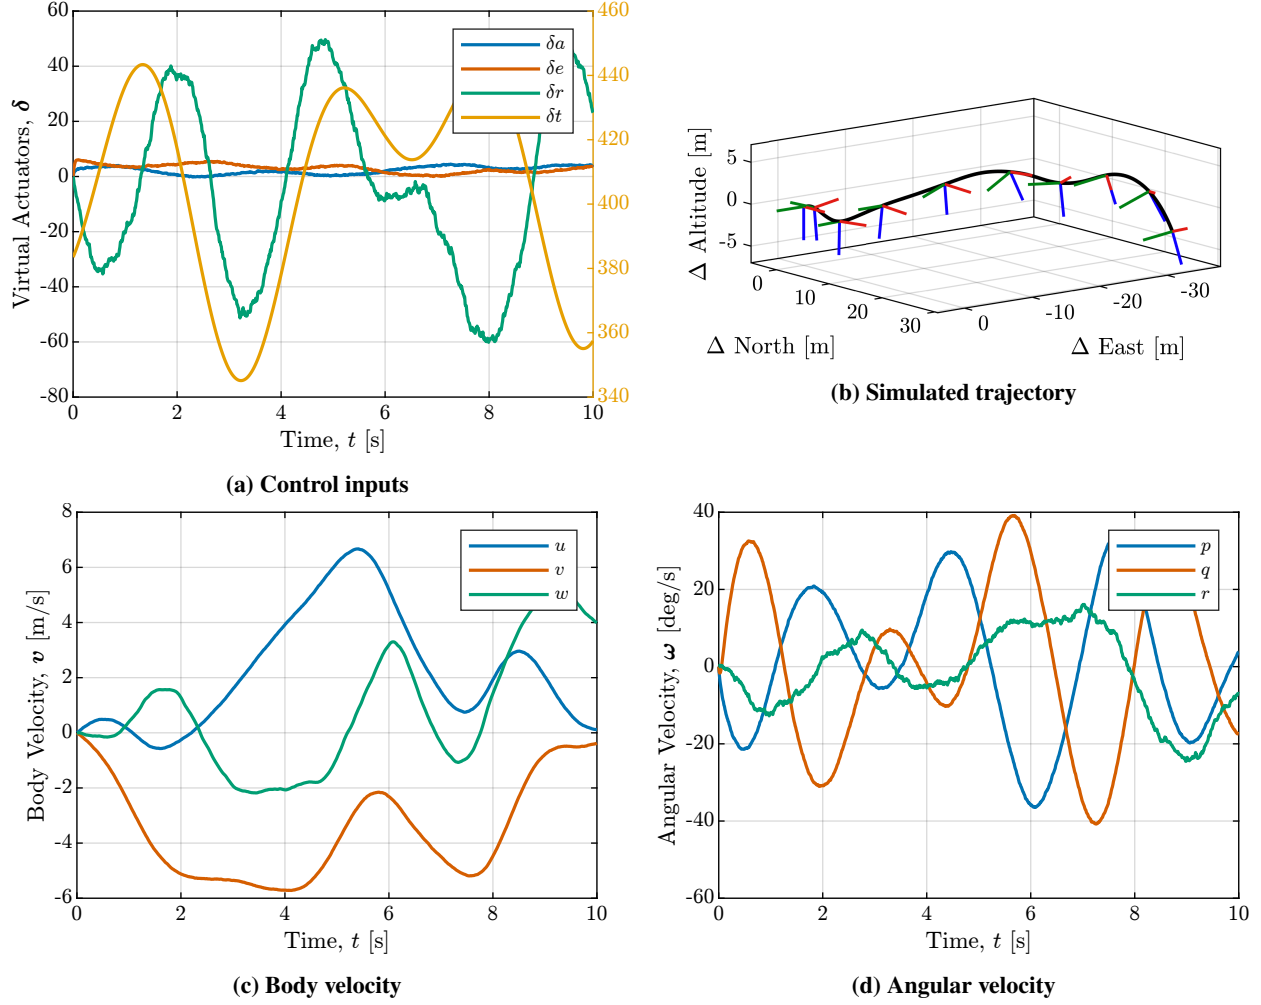 60
40
20
0
-20
-40
-60
-80
Virtual Actuators, δ
460
440
420
400
380
360
340
δa
δe
δr
δt
0 2 4 6 8 10
Time, t [s]
(a) Control inputs
5
0
-5
Δ Altitude [m]
0
10
20
30
Δ North [m]
0
-10
-20
-30
Δ East [m]
(b) Simulated trajectory
8
6
4
2
0
-2
-4
-6
Body Velocity, v [m/s]
u
v
w
0 2 4 6 8 10
Time, t [s]
(c) Body velocity
40
20
0
-20
-40
-60
Angular Velocity, ω [deg/s]
p
q
r
0 2 4 6 8 10
Time, t [s]
(d) Angular velocity